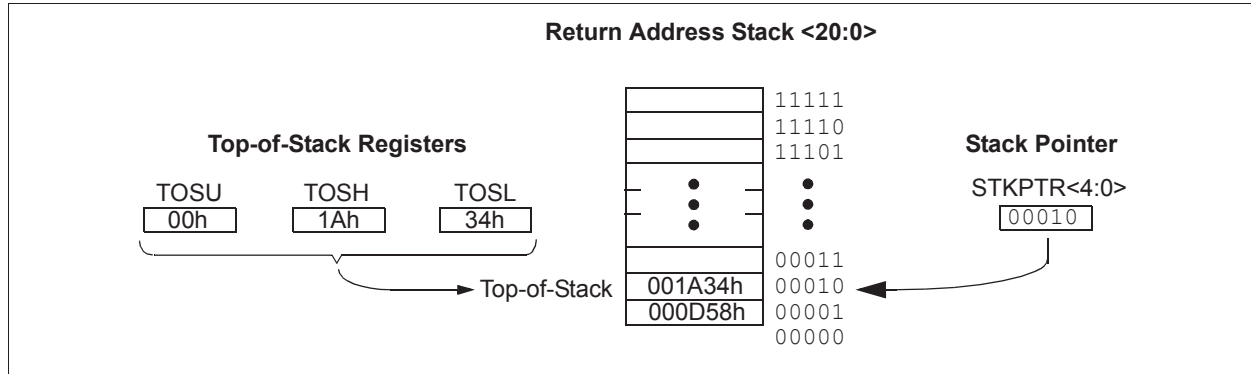 Return Address Stack <20:0>
11111
11110
11101
Top-of-Stack Registers
Stack Pointer
TOSU TOSH TOSL
STKPTR<4:0>
00h 1Ah 34h
00010
00011
Top-of-Stack 001A34h 00010
000D58h 00001
00000